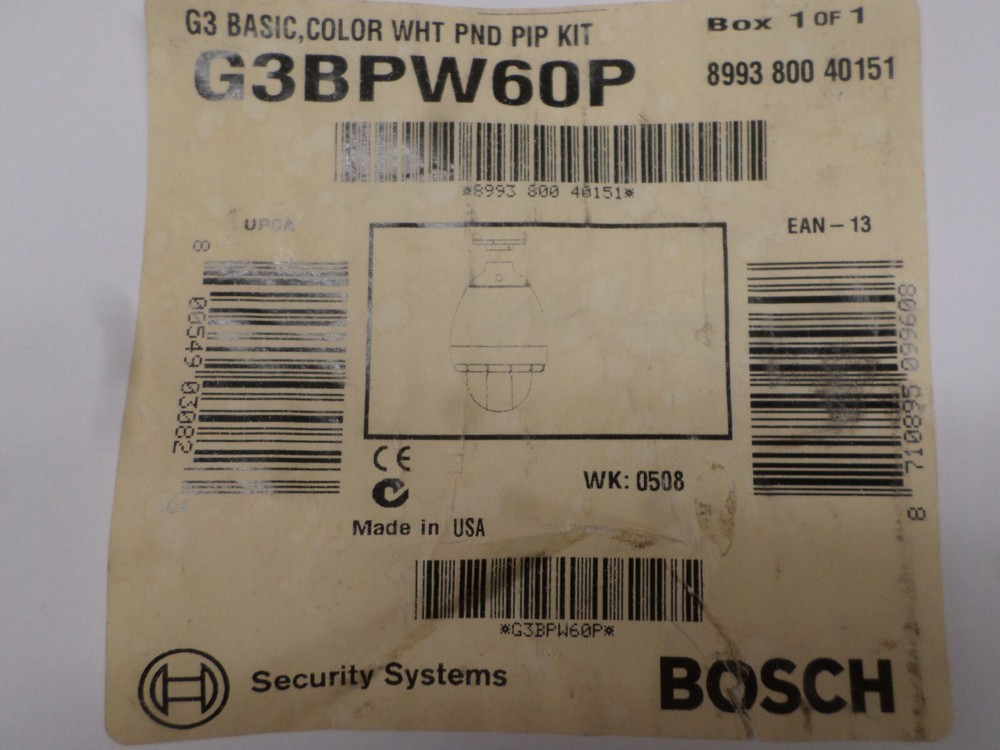 G3 BASIC,COLOR WHT PND PIP KIT
Box 1 OF 1
G3BPW60P
8993 800 40151
*8993 800 40151*
UPCA
EAN-13
8 00549 03082
8 710895 099608
CE
WK: 0508
Made in USA
*G3BPW60P*
Security Systems
BOSCH